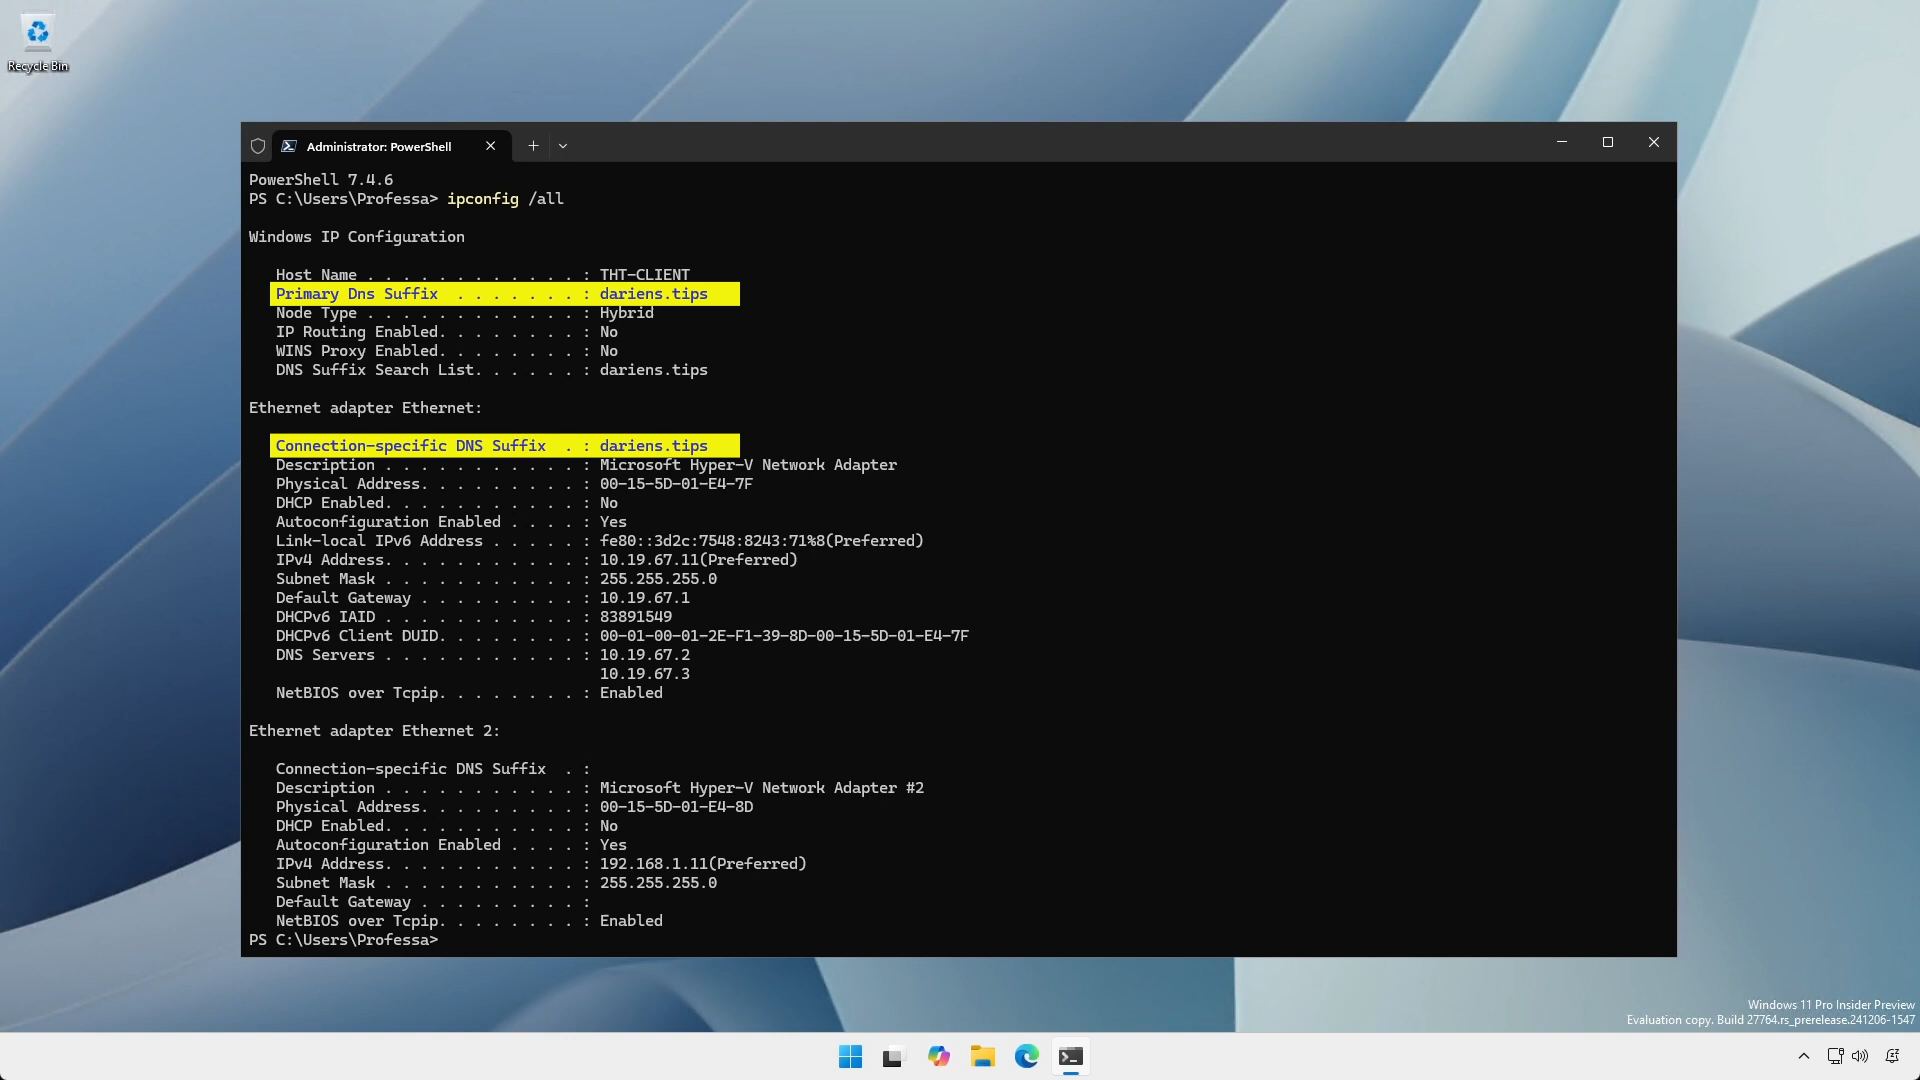 Recycle Bin
Administrator: PowerShell
PowerShell 7.4.6
PS C:\Users\Professa> ipconfig /all
Windows IP Configuration
Host Name . . . . . . . . . . . . : THT-CLIENT
Primary Dns Suffix  . . . . . . . : dariens.tips
Node Type . . . . . . . . . . . . : Hybrid
IP Routing Enabled. . . . . . . . : No
WINS Proxy Enabled. . . . . . . . : No
DNS Suffix Search List. . . . . . : dariens.tips
Ethernet adapter Ethernet:
Connection-specific DNS Suffix  . : dariens.tips
Description . . . . . . . . . . . : Microsoft Hyper-V Network Adapter
Physical Address. . . . . . . . . : 00-15-5D-01-E4-7F
DHCP Enabled. . . . . . . . . . . : No
Autoconfiguration Enabled . . . . : Yes
Link-local IPv6 Address . . . . . : fe80::3d2c:7548:8243:71%8(Preferred)
IPv4 Address. . . . . . . . . . . : 10.19.67.11(Preferred)
Subnet Mask . . . . . . . . . . . : 255.255.255.0
Default Gateway . . . . . . . . . : 10.19.67.1
DHCPv6 IAID . . . . . . . . . . . : 83891549
DHCPv6 Client DUID. . . . . . . . : 00-01-00-01-2E-F1-39-8D-00-15-5D-01-E4-7F
DNS Servers . . . . . . . . . . . : 10.19.67.2
10.19.67.3
NetBIOS over Tcpip. . . . . . . . : Enabled
Ethernet adapter Ethernet 2:
Connection-specific DNS Suffix  . :
Description . . . . . . . . . . . : Microsoft Hyper-V Network Adapter #2
Physical Address. . . . . . . . . : 00-15-5D-01-E4-8D
DHCP Enabled. . . . . . . . . . . : No
Autoconfiguration Enabled . . . . : Yes
IPv4 Address. . . . . . . . . . . : 192.168.1.11(Preferred)
Subnet Mask . . . . . . . . . . . : 255.255.255.0
Default Gateway . . . . . . . . . :
NetBIOS over Tcpip. . . . . . . . : Enabled
PS C:\Users\Professa>
Windows 11 Pro Insider Preview
Evaluation copy. Build 27764.rs_prerelease.241206-1547